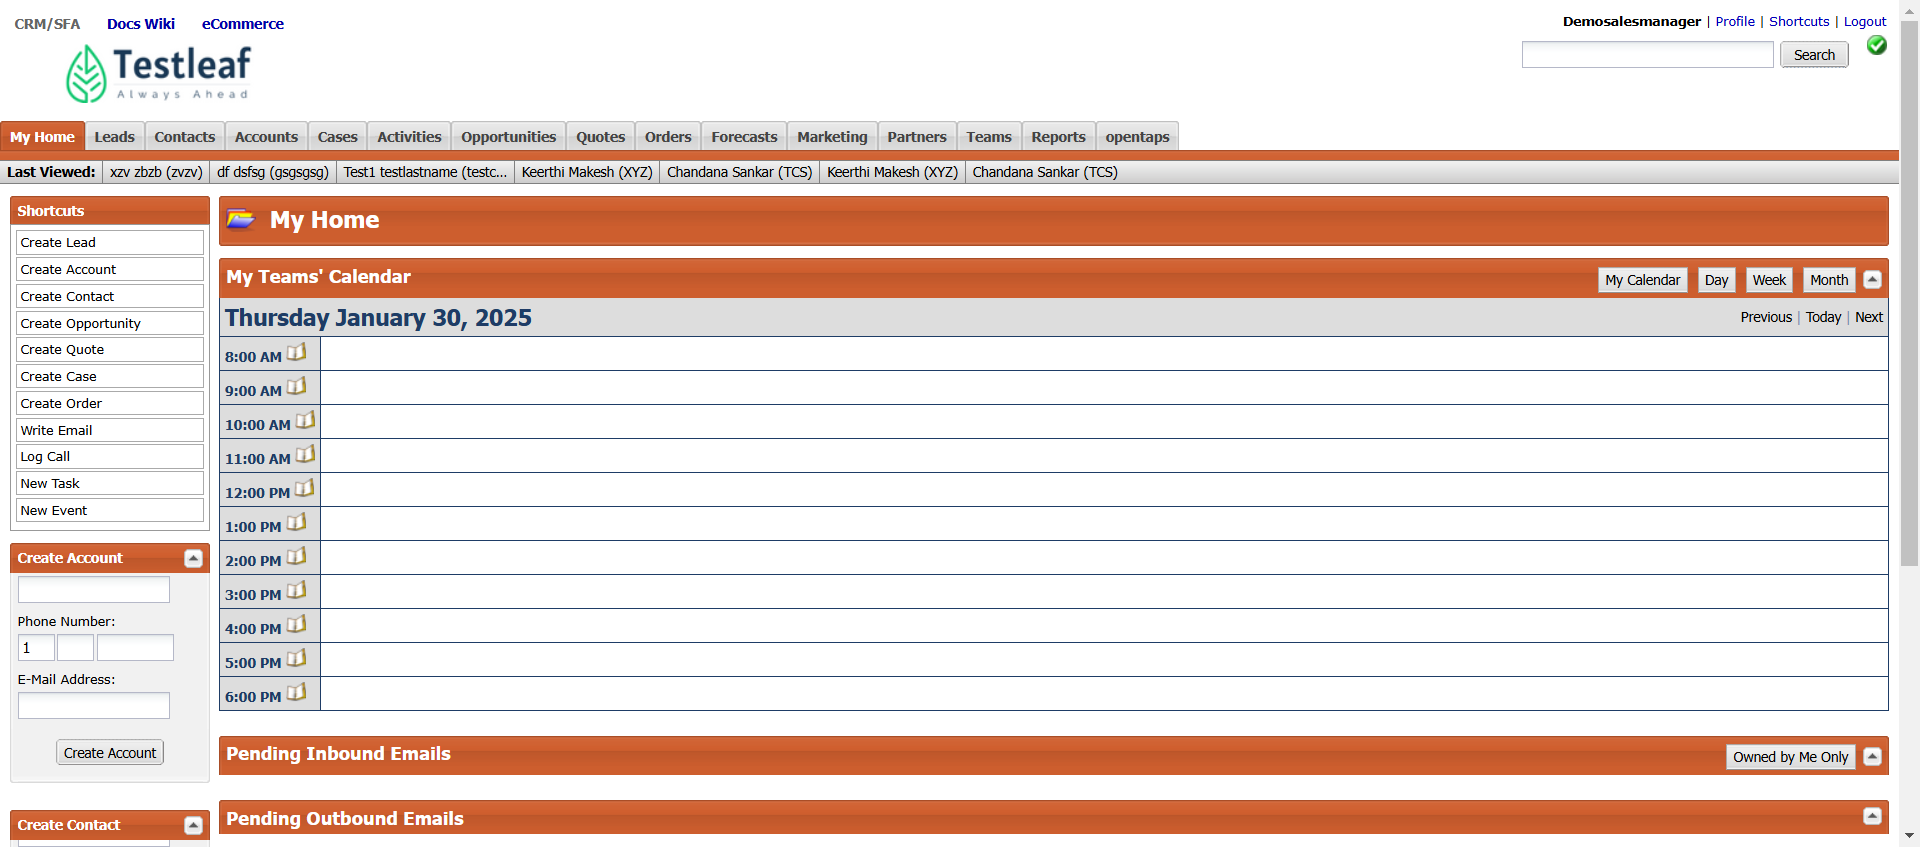 CRM/SFA Docs Wiki eCommerce
Demosalesmanager | Profile | Shortcuts | Logout
Testleaf
Always Ahead
Search
My Home Leads Contacts Accounts Cases Activities Opportunities Quotes Orders Forecasts Marketing Partners Teams Reports opentaps
Last Viewed: xzv zbzb (zvzv) df dsfsg (gsgsgsg) Test1 testlastname (testc... Keerthi Makesh (XYZ) Chandana Sankar (TCS) Keerthi Makesh (XYZ) Chandana Sankar (TCS)
Shortcuts
Create Lead
Create Account
Create Contact
Create Opportunity
Create Quote
Create Case
Create Order
Write Email
Log Call
New Task
New Event
Create Account
Phone Number:
1
E-Mail Address:
Create Account
Create Contact
My Home
My Teams' Calendar
My Calendar Day Week Month
Thursday January 30, 2025
Previous | Today | Next
8:00 AM
9:00 AM
10:00 AM
11:00 AM
12:00 PM
1:00 PM
2:00 PM
3:00 PM
4:00 PM
5:00 PM
6:00 PM
Pending Inbound Emails
Owned by Me Only
Pending Outbound Emails